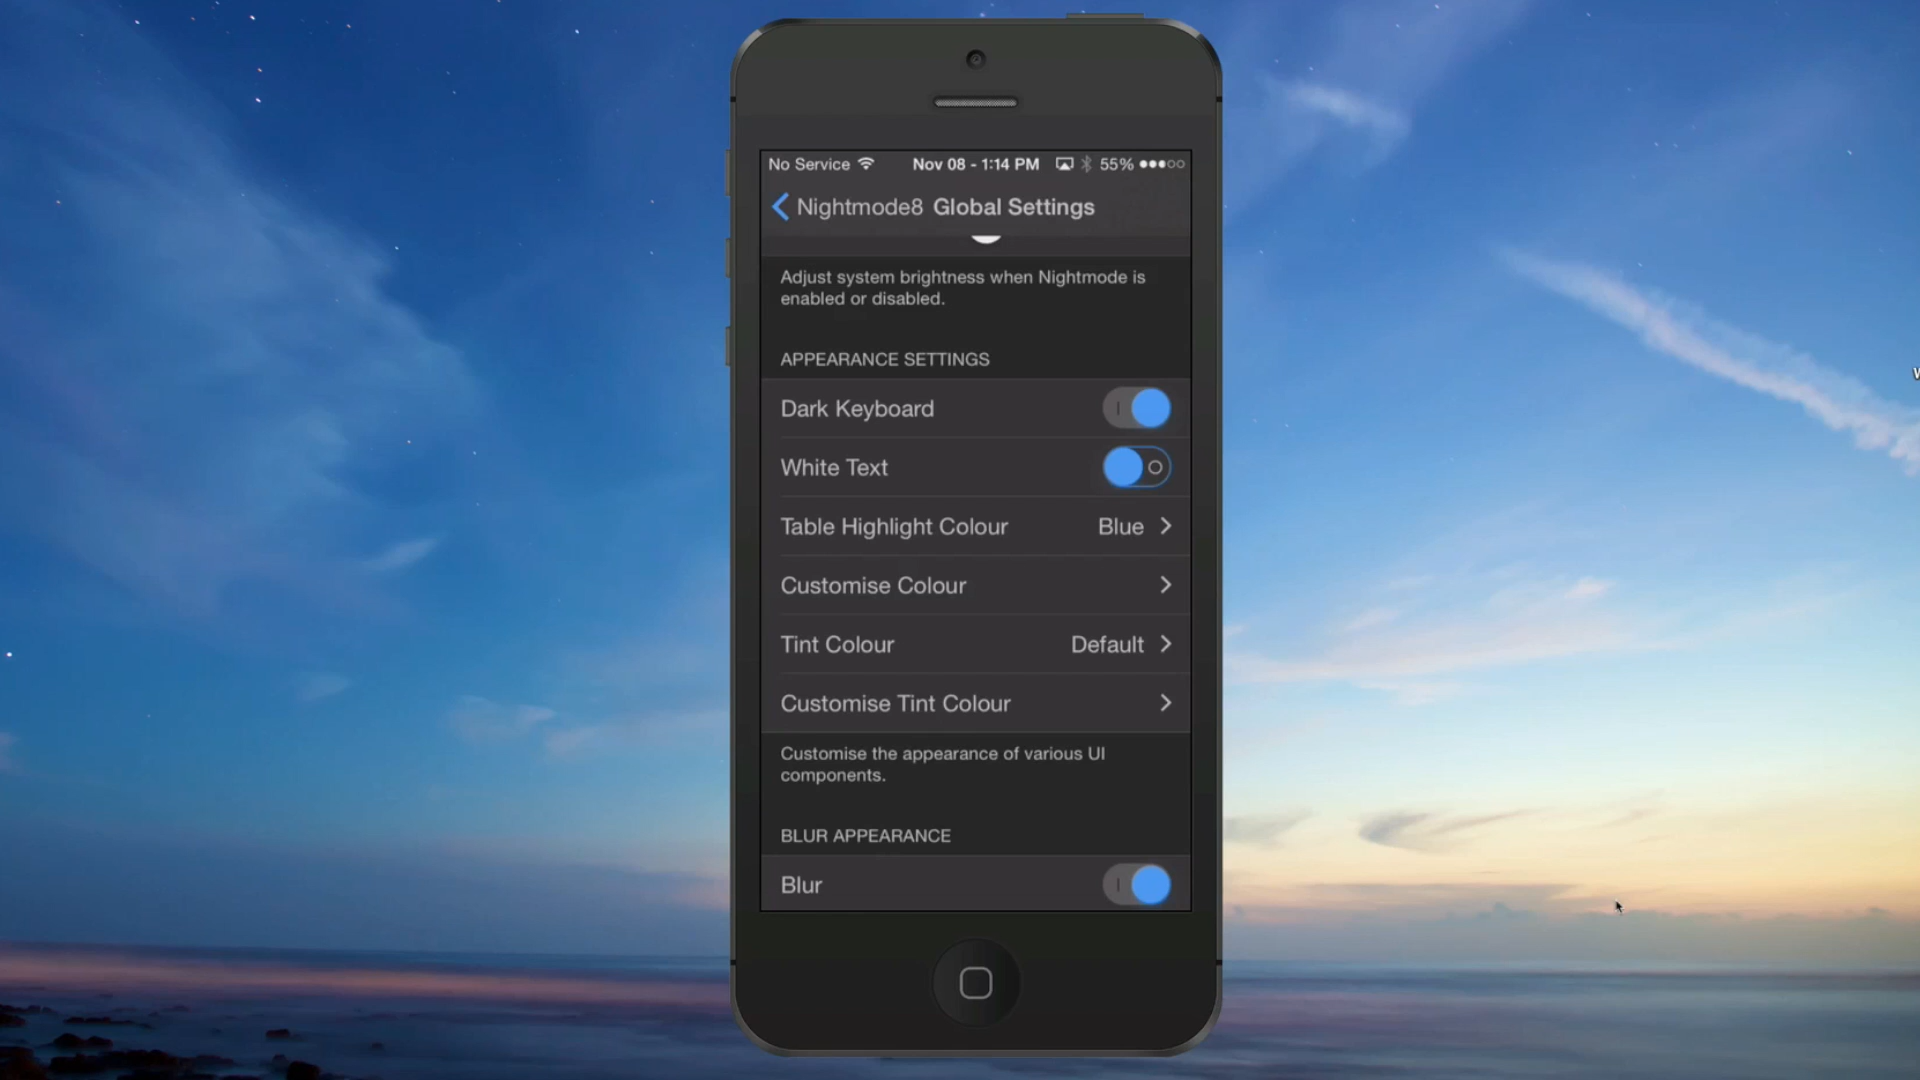 No Service Nov 08 - 1:14 PM 55%
Nightmode8 Global Settings
Adjust system brightness when Nightmode is
enabled or disabled.
APPEARANCE SETTINGS
Dark Keyboard
White Text
Table Highlight Colour Blue
Customise Colour
Tint Colour Default
Customise Tint Colour
Customise the appearance of various UI
components.
BLUR APPEARANCE
Blur